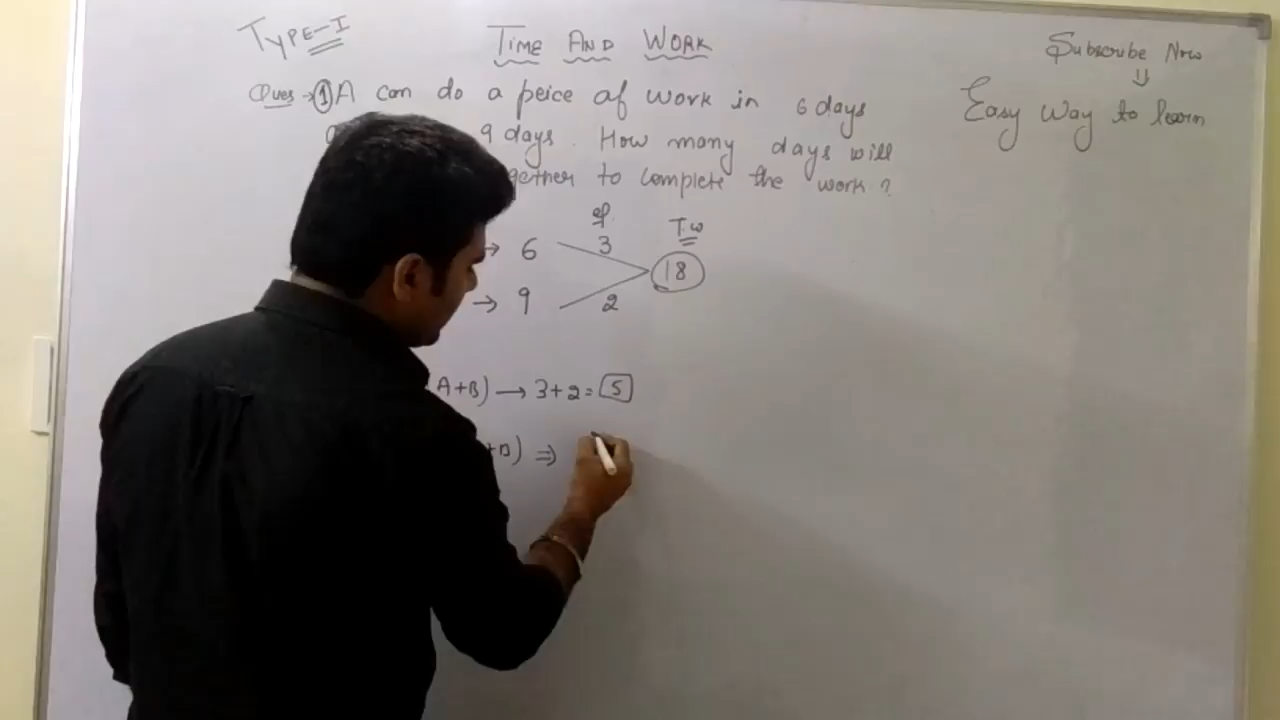 TYPE-I
TIME AND WORK
Subscribe Now
⇓
Easy Way to learn
Ques → ① A can do a peice of work in 6 days
9 days. How many days will
to complete the work?
ef. T.W
→ 6 3 18
→ 9 2
A+B) → 3+2= 5
+B) ⇒